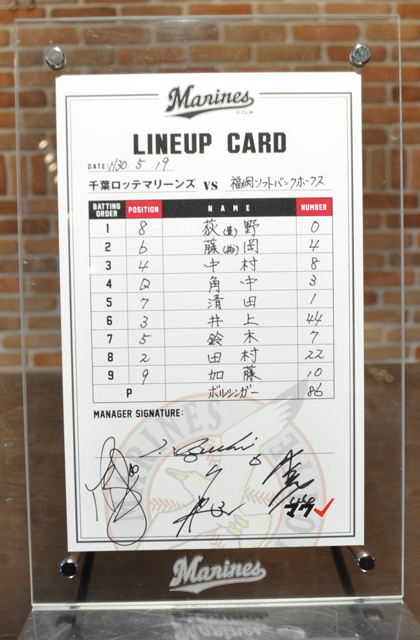 Marines
©C.L.M
LINEUP CARD
DATE: H30. 5. 19
千葉ロッテマリーンズ VS 福岡ソフトバンクホークス
BATTING ORDER POSITION NAME NUMBER
1 8 荻(貴)野 0
2 6 藤(裕)岡 4
3 4 中村 8
4 D 角中 3
5 7 清田 1
6 3 井上 44
7 5 鈴木 7
8 2 田村 22
9 9 加藤 10
P ボルシンガー 86
MANAGER SIGNATURE:
Marines